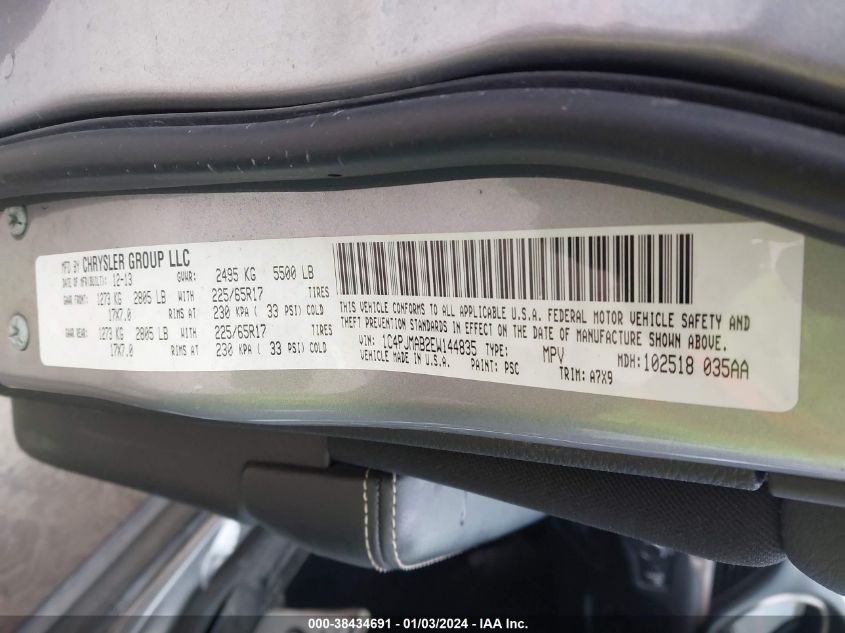 MFD BY CHRYSLER GROUP LLC
DATE OF MFR(BUILT): 12-13 GVWR: 2495 KG 5500 LB
GAWR FRONT: 1273 KG 2805 LB WITH 225/65R17 TIRES
17X7.0 RIMS AT 230 KPA ( 33 PSI) COLD
GAWR REAR: 1273 KG 2805 LB WITH 225/65R17 TIRES
17X7.0 RIMS AT 230 KPA ( 33 PSI) COLD
THIS VEHICLE CONFORMS TO ALL APPLICABLE U.S.A. FEDERAL MOTOR VEHICLE SAFETY AND
THEFT PREVENTION STANDARDS IN EFFECT ON THE DATE OF MANUFACTURE SHOWN ABOVE.
VIN: 1C4PJMAB2EW144835 TYPE: MPV MDH:102518 035AA
VEHICLE MADE IN U.S.A. PAINT: PSC TRIM: A7X9
000-38434691 - 01/03/2024 - IAA Inc.